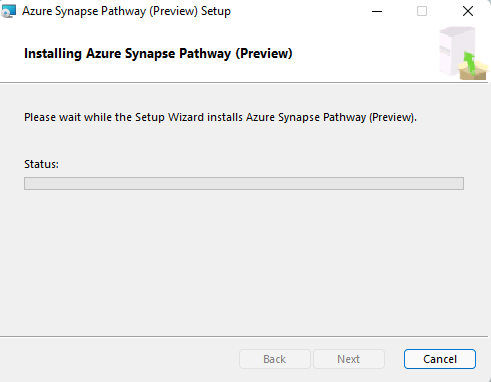 Azure Synapse Pathway (Preview) Setup
Installing Azure Synapse Pathway (Preview)
Please wait while the Setup Wizard installs Azure Synapse Pathway (Preview).
Status:
Back
Next
Cancel